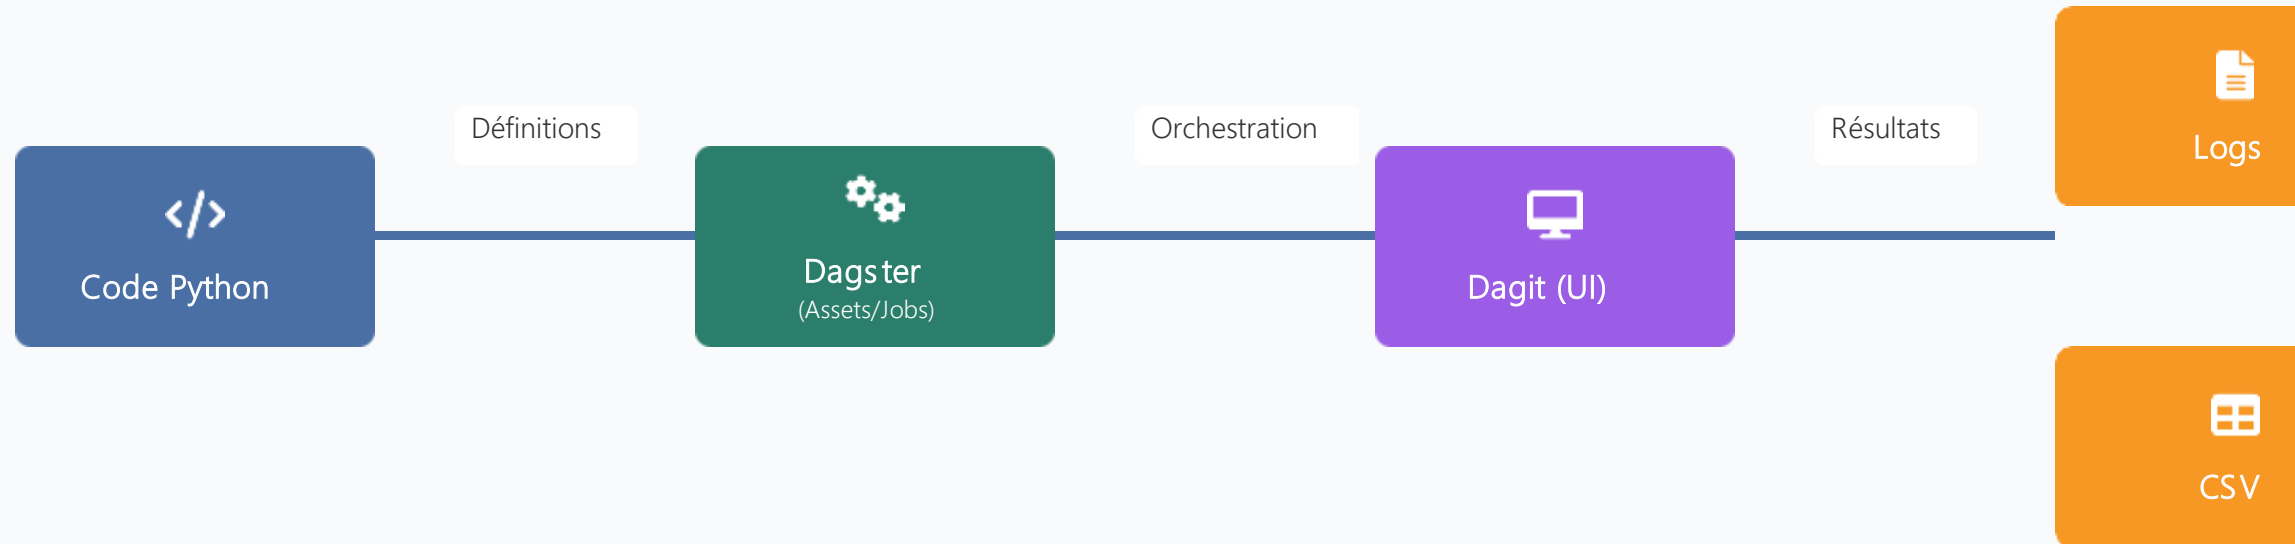 Définitions
Orchestration
Résultats
Logs
Code Python
Dagster
(Assets/Jobs)
Dagit (UI)
CSV